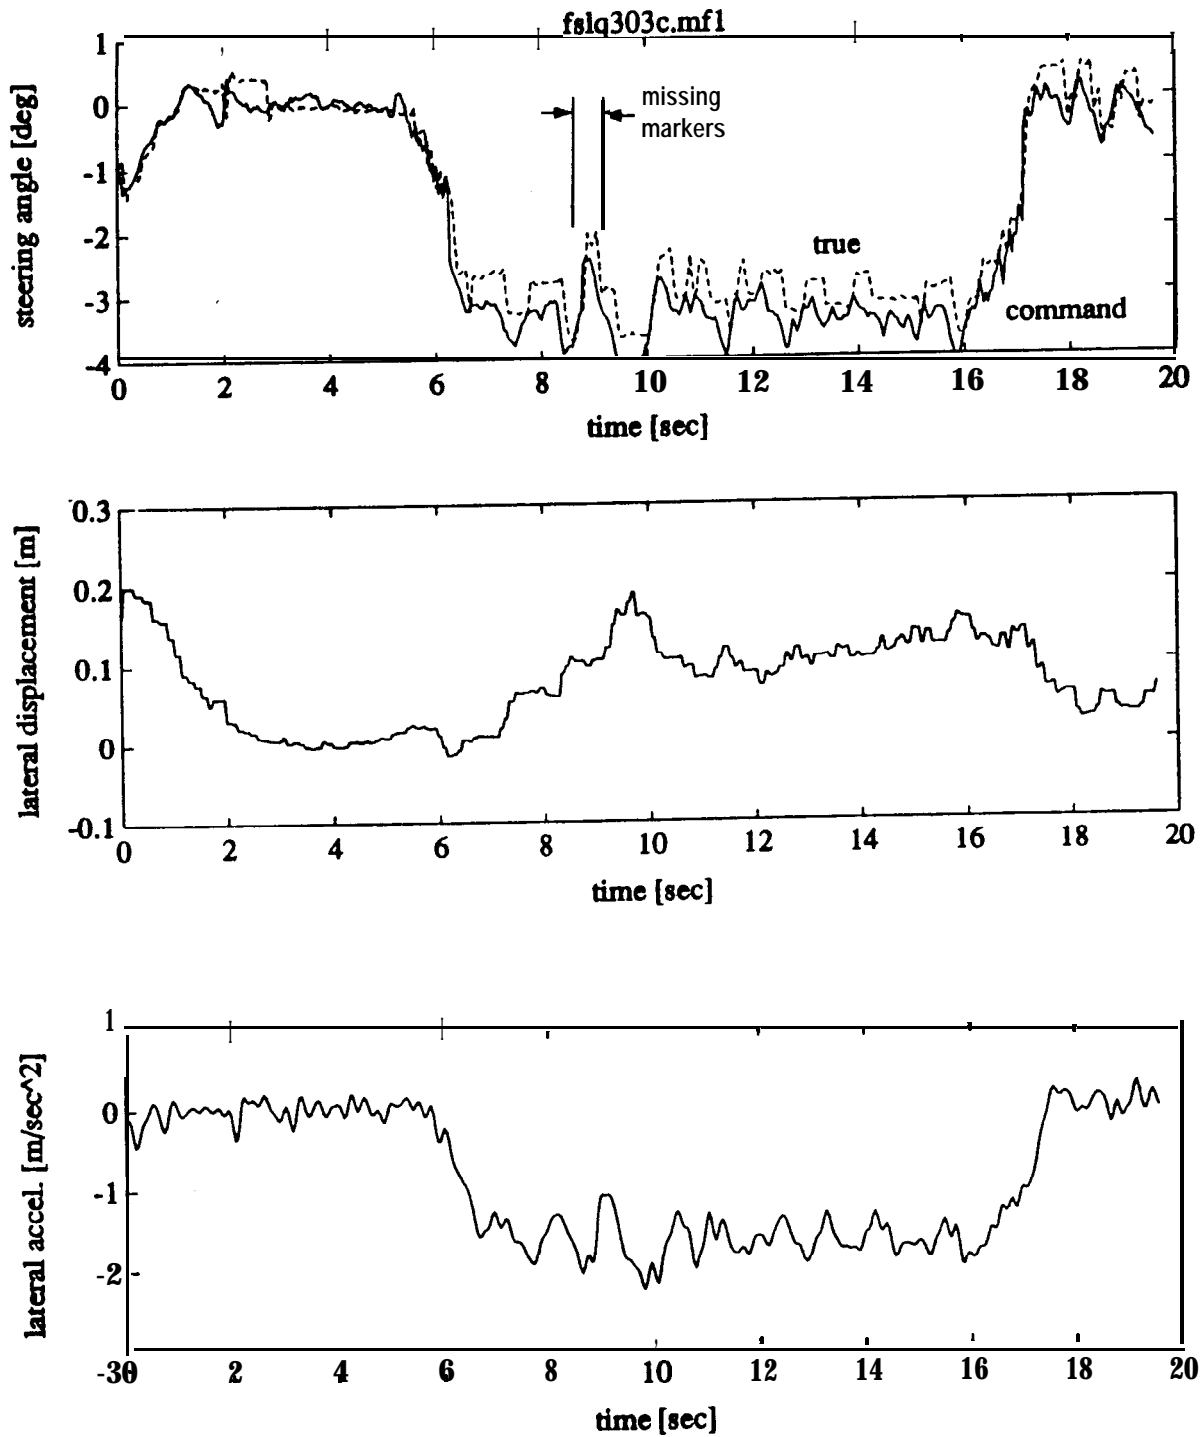 fslq303c.mf1
1
0
-1
-2
-3
-4
steering angle [deg]
missing
markers
true
command
0 2 4 6 8 10 12 14 16 18 20
time [sec]
0.3
0.2
0.1
0
-0.1
lateral displacement [m]
0 2 4 6 8 10 12 14 16 18 20
time [sec]
1
0
-1
-2
-30
lateral accel. [m/sec^2]
2 4 6 8 10 12 14 16 18 20
time [sec]